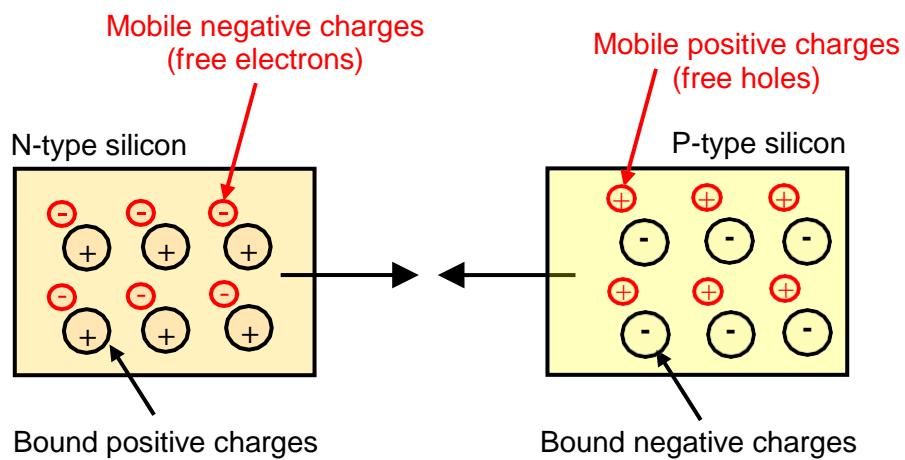 Mobile negative charges
(free electrons)
Mobile positive charges
(free holes)
N-type silicon
P-type silicon
- - -
+ + +
+ + +
- - -
- - -
+ + +
+ + +
- - -
Bound positive charges
Bound negative charges